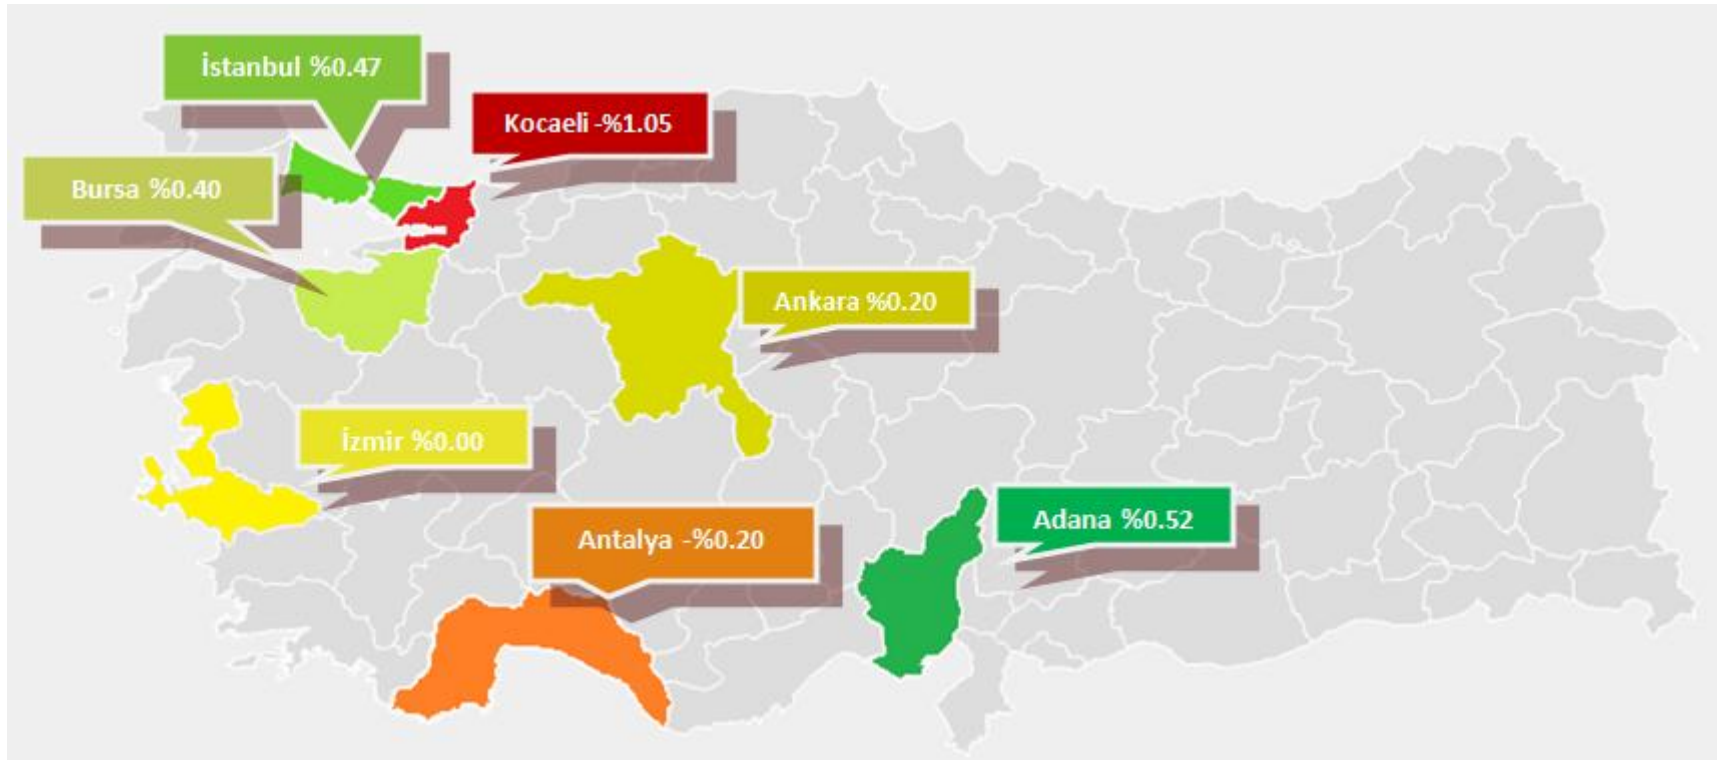 İstanbul %0.47
Kocaeli -%1.05
Bursa %0.40
Ankara %0.20
İzmir %0.00
Adana %0.52
Antalya -%0.20